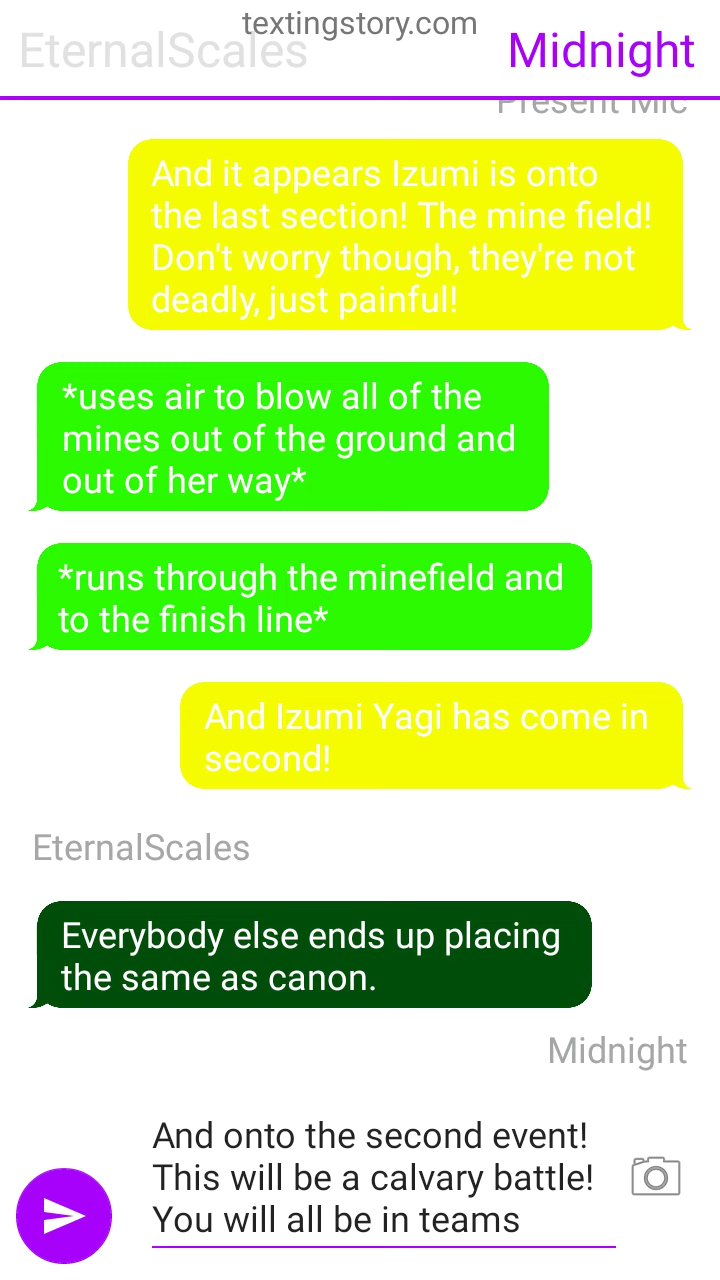 textingstory.com
EternalScales
Midnight
Present Mic
And it appears Izumi is onto
the last section! The mine field!
Don't worry though, they're not
deadly, just painful!
*uses air to blow all of the
mines out of the ground and
out of her way*
*runs through the minefield and
to the finish line*
And Izumi Yagi has come in
second!
EternalScales
Everybody else ends up placing
the same as canon.
Midnight
And onto the second event!
This will be a calvary battle!
You will all be in teams